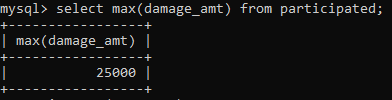 mysql> select max(damage_amt) from participated;
+-----------------+
| max(damage_amt) |
+-----------------+
|           25000 |
+-----------------+